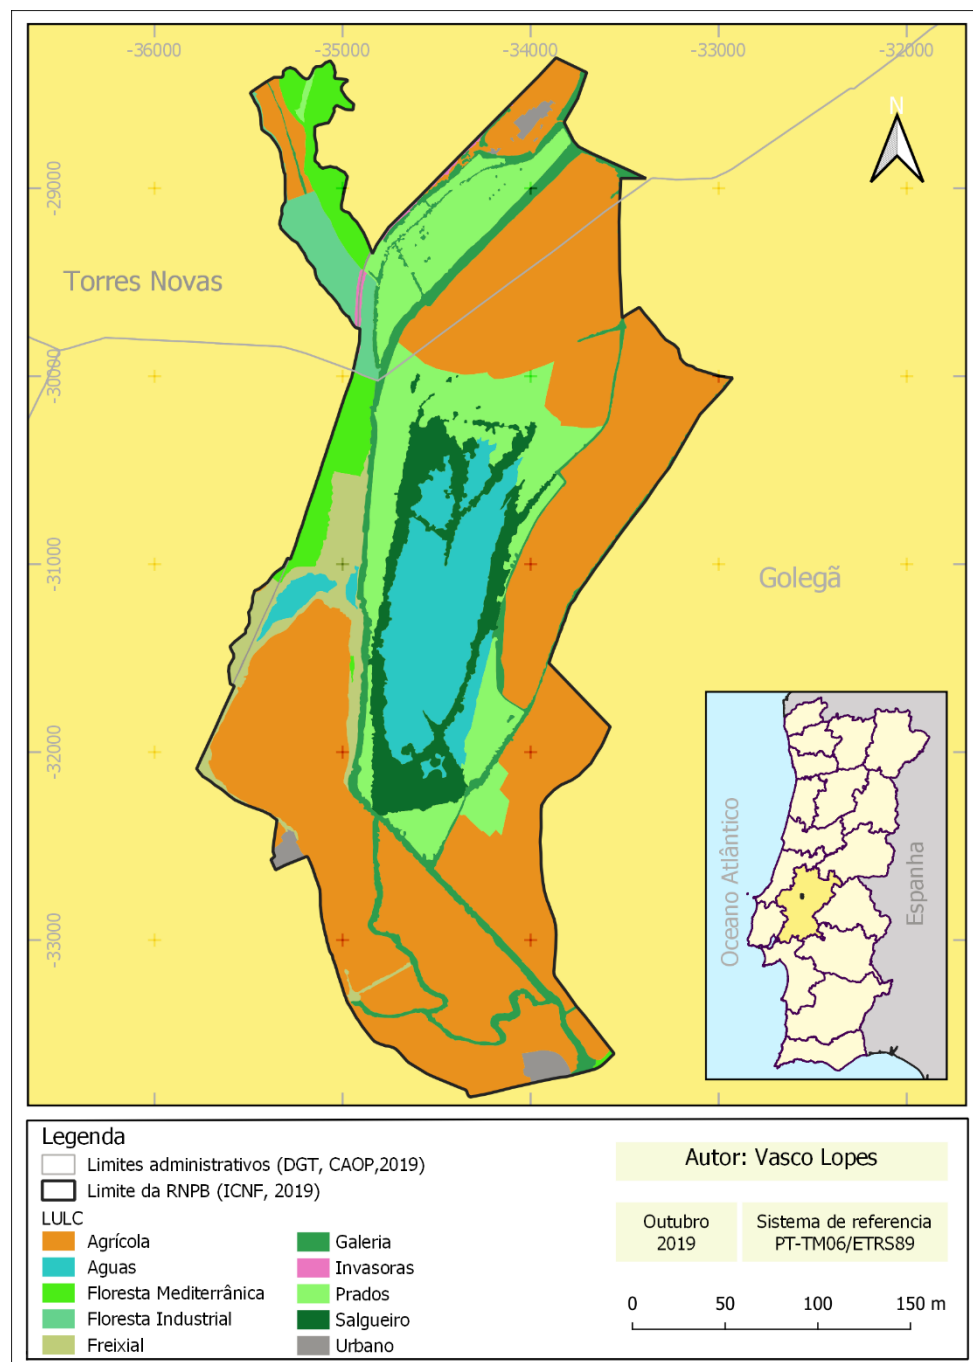 -36000
-35000
-34000
-33000
-32000
N
-29000
Torres Novas
-30000
-31000
Golegã
-32000
-33000
Oceano Atlântico
Espanha
Legenda
Limites administrativos (DGT, CAOP,2019)
Limite da RNPB (ICNF, 2019)
LULC
Agrícola
Aguas
Floresta Mediterrânica
Floresta Industrial
Freixial
Galeria
Invasoras
Prados
Salgueiro
Urbano
Autor: Vasco Lopes
Outubro
2019
Sistema de referencia
PT-TM06/ETRS89
0 50 100 150 m